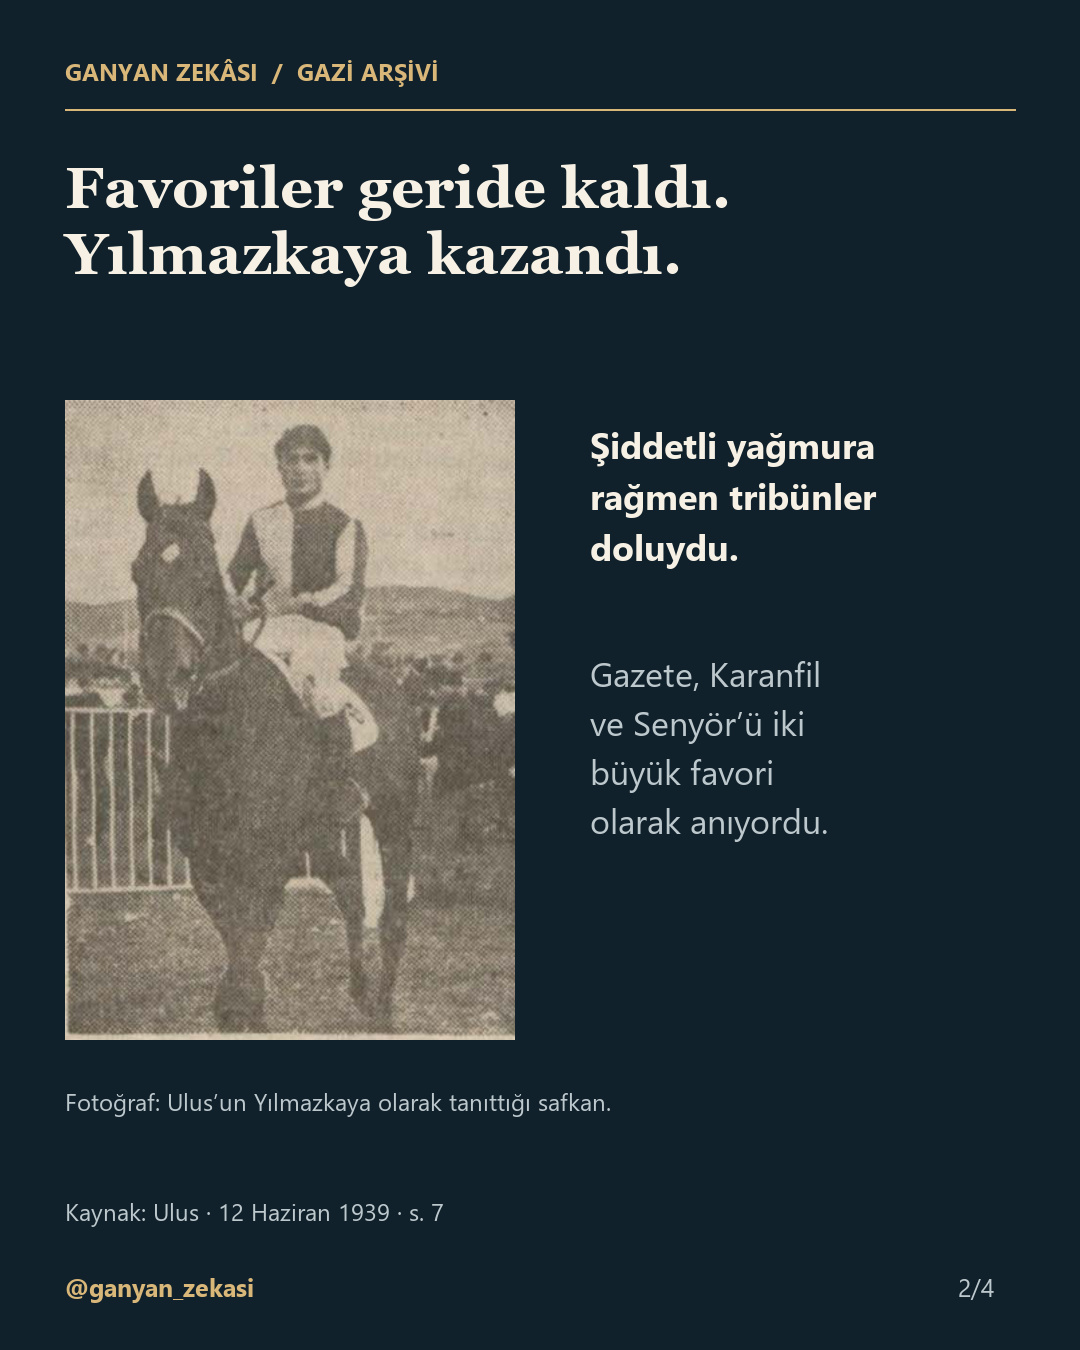 GANYAN ZEKÂSI / GAZİ ARŞİVİ
Favoriler geride kaldı.
Yılmazkaya kazandı.
Şiddetli yağmura
rağmen tribünler
doluydu.
Gazete, Karanfil
ve Senyör’ü iki
büyük favori
olarak anıyordu.
Fotoğraf: Ulus’un Yılmazkaya olarak tanıttığı safkan.
Kaynak: Ulus · 12 Haziran 1939 · s. 7
@ganyan_zekasi
2/4